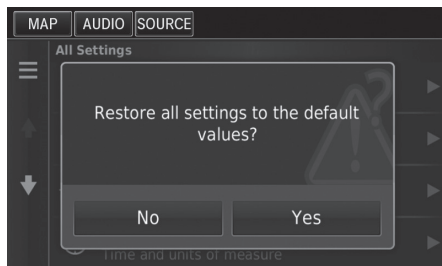 MAP AUDIO SOURCE
All Settings
Restore all settings to the default
values?
No Yes
Time and units of measure